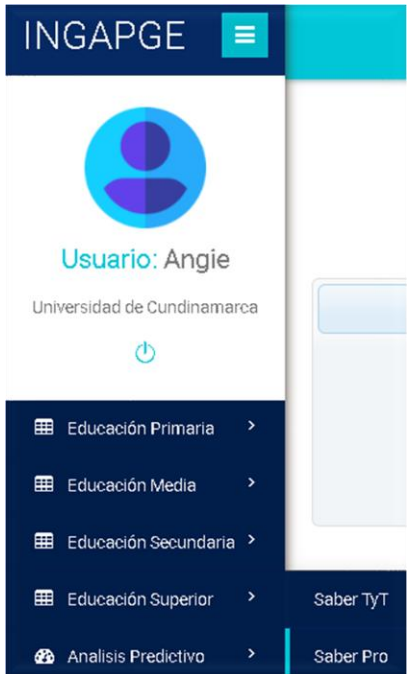 INGAPGE
Usuario: Angie
Universidad de Cundinamarca
Educación Primaria
Educación Media
Educación Secundaria
Educación Superior
Saber TyT
Analisis Predictivo
Saber Pro